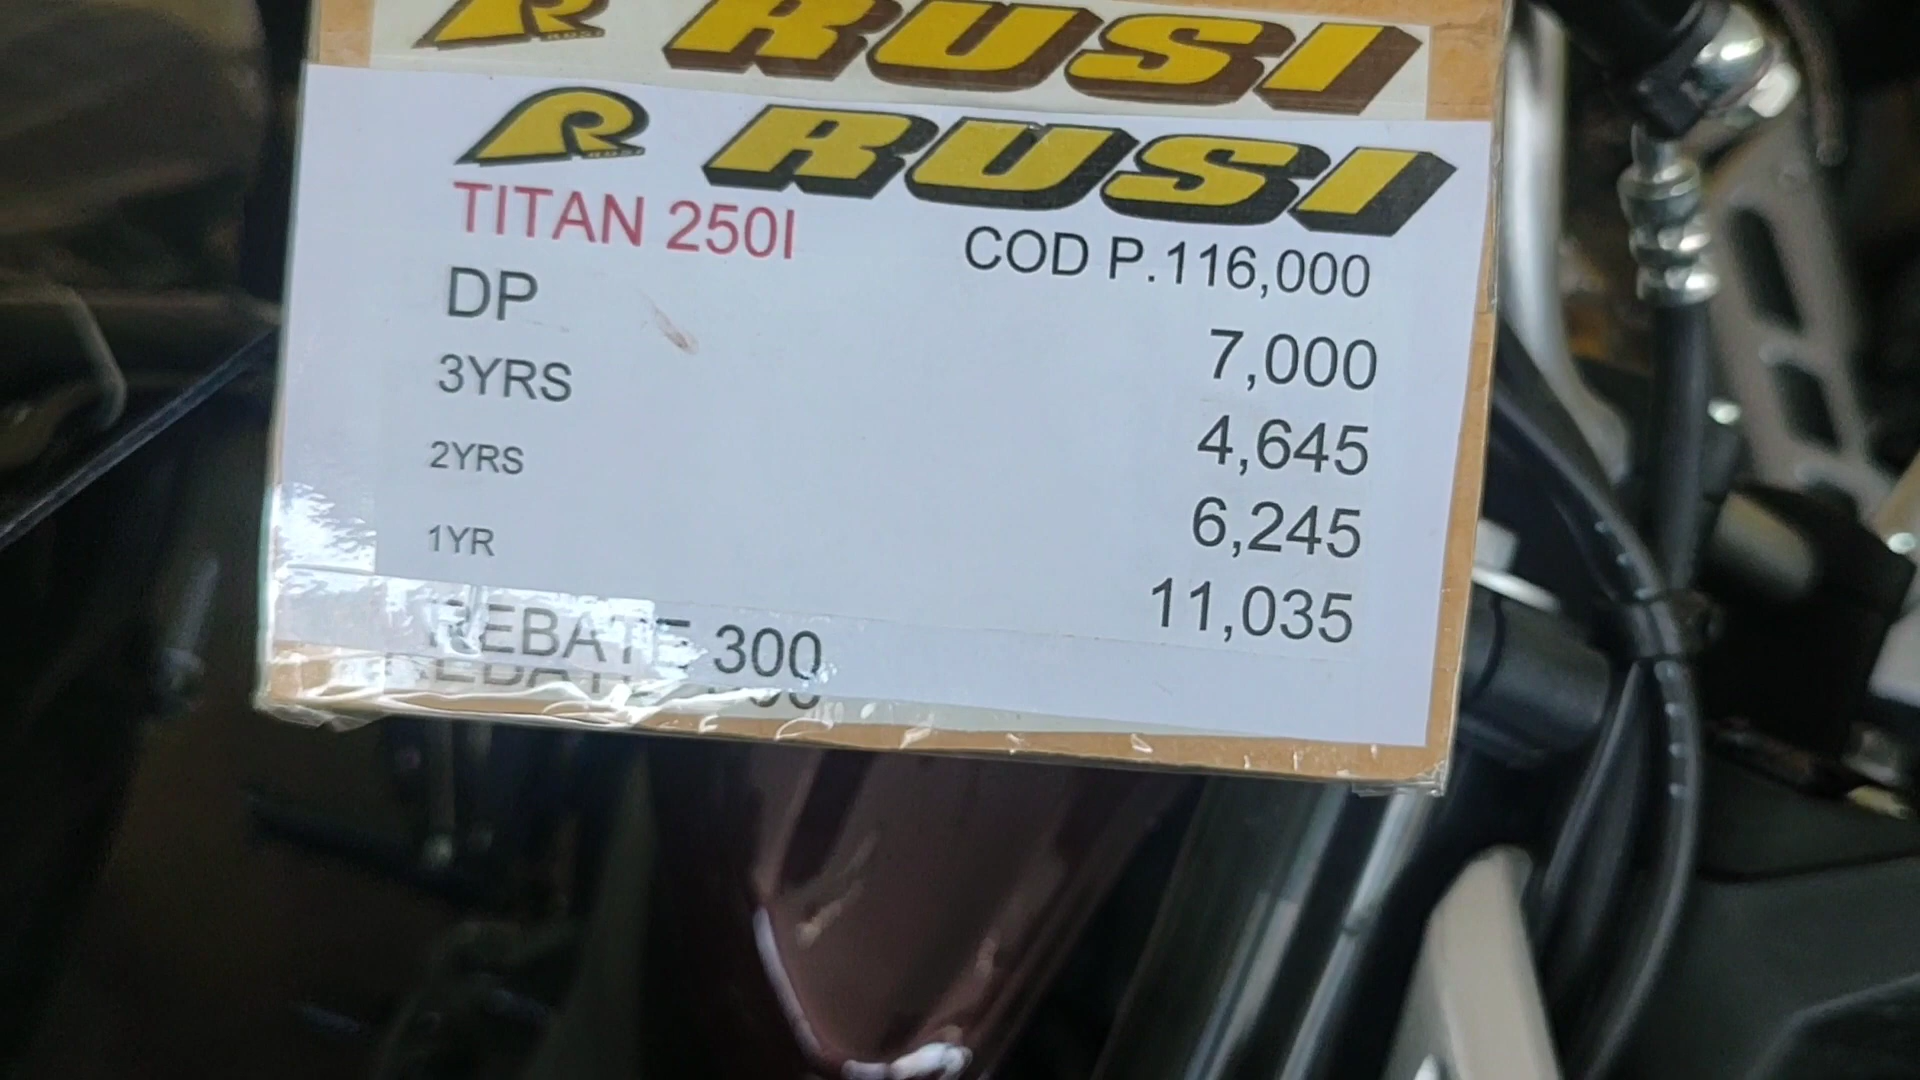 R RUSI
R RUSI
TITAN 250I COD P.116,000
DP 7,000
3YRS 4,645
2YRS 6,245
1YR 11,035
REBATE 300